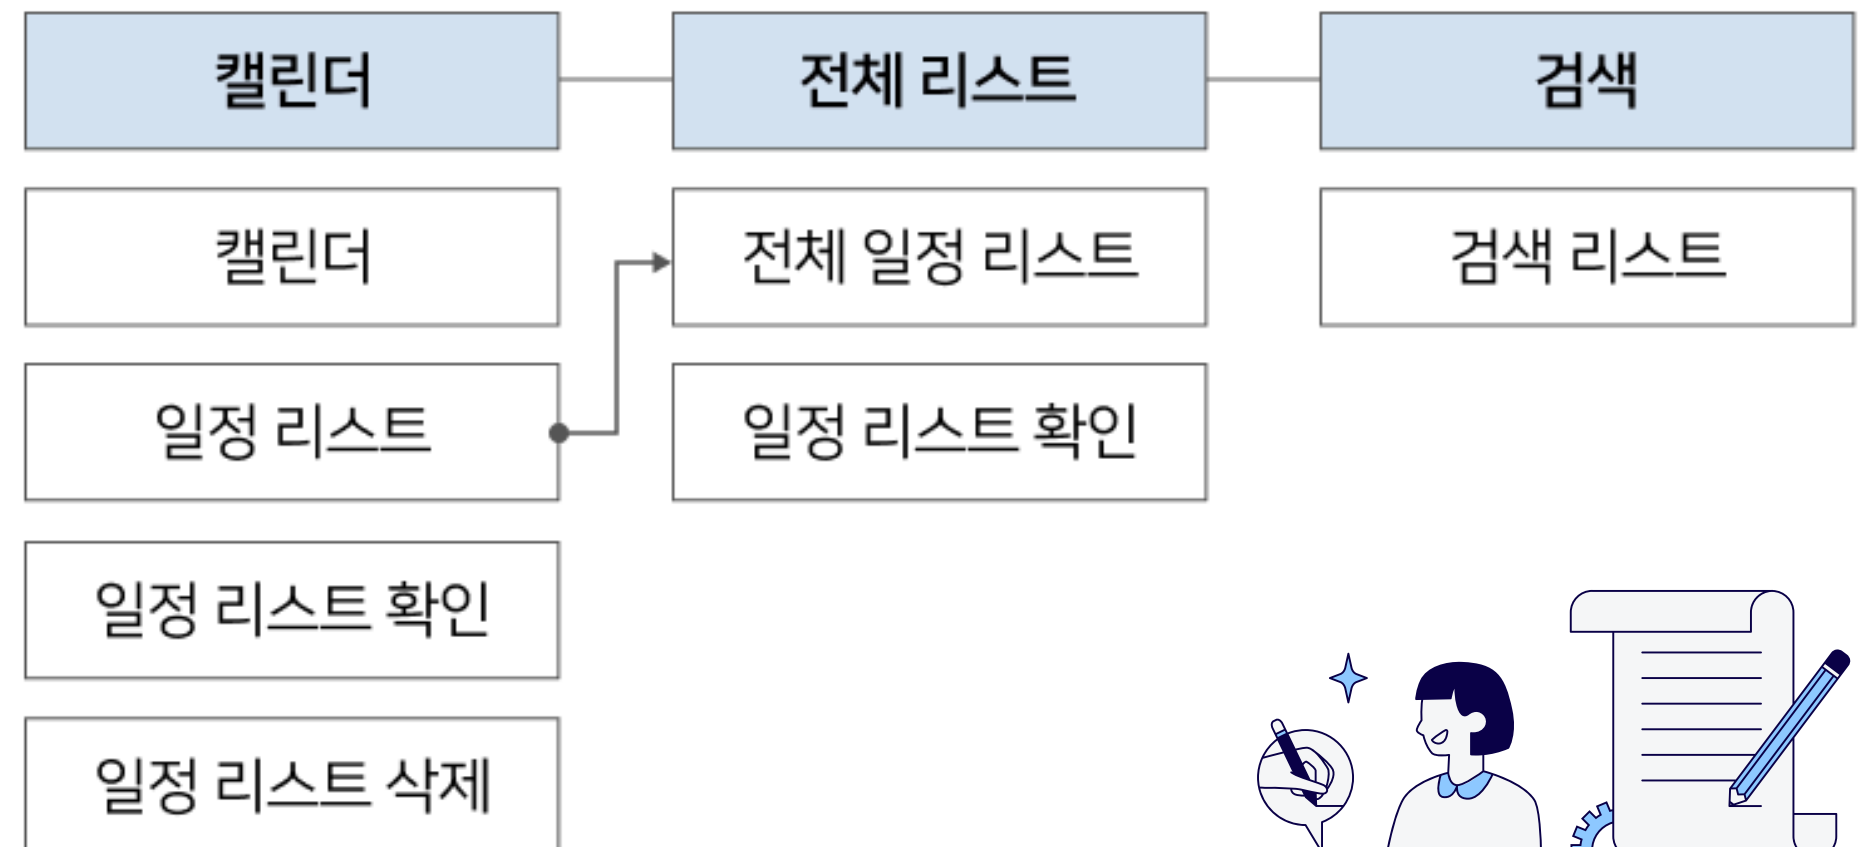 캘린더
전체 리스트
검색
캘린더
전체 일정 리스트
검색 리스트
일정 리스트
일정 리스트 확인
일정 리스트 확인
일정 리스트 삭제